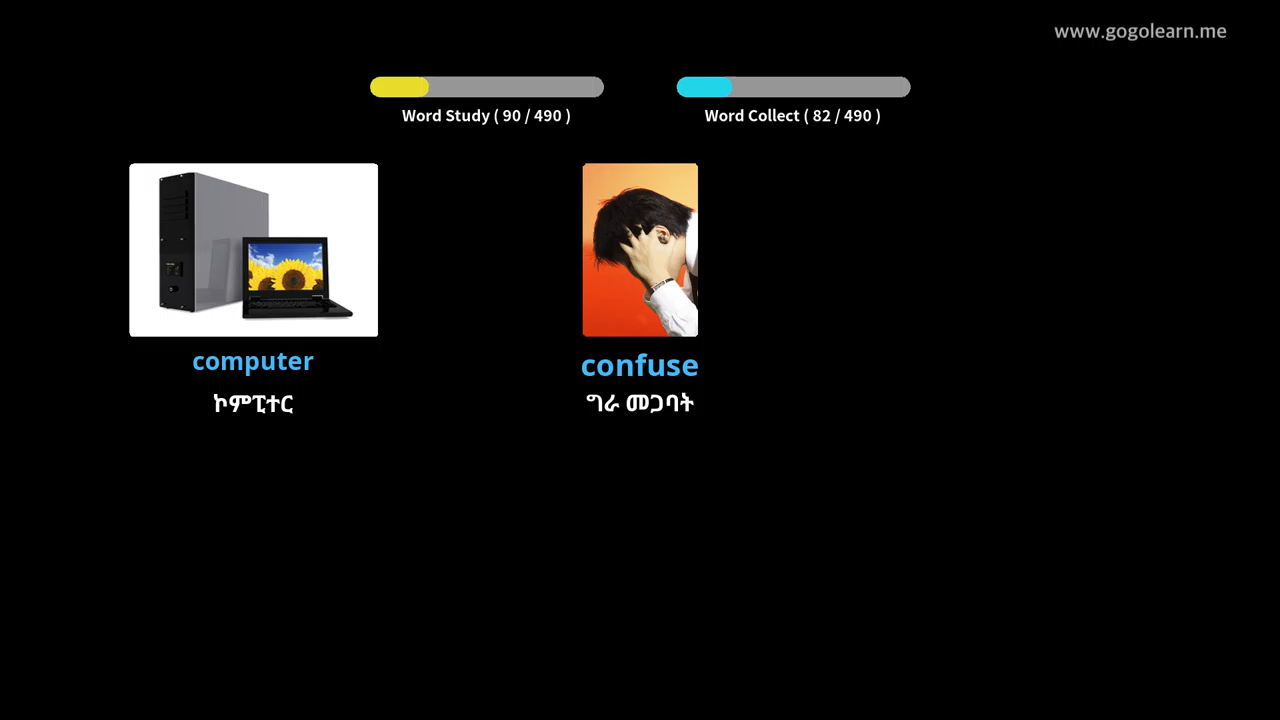 www.gogolearn.me
Word Study ( 90 / 490 )
Word Collect ( 82 / 490 )
computer
ኮምፒተር
confuse
ግራ መጋባት